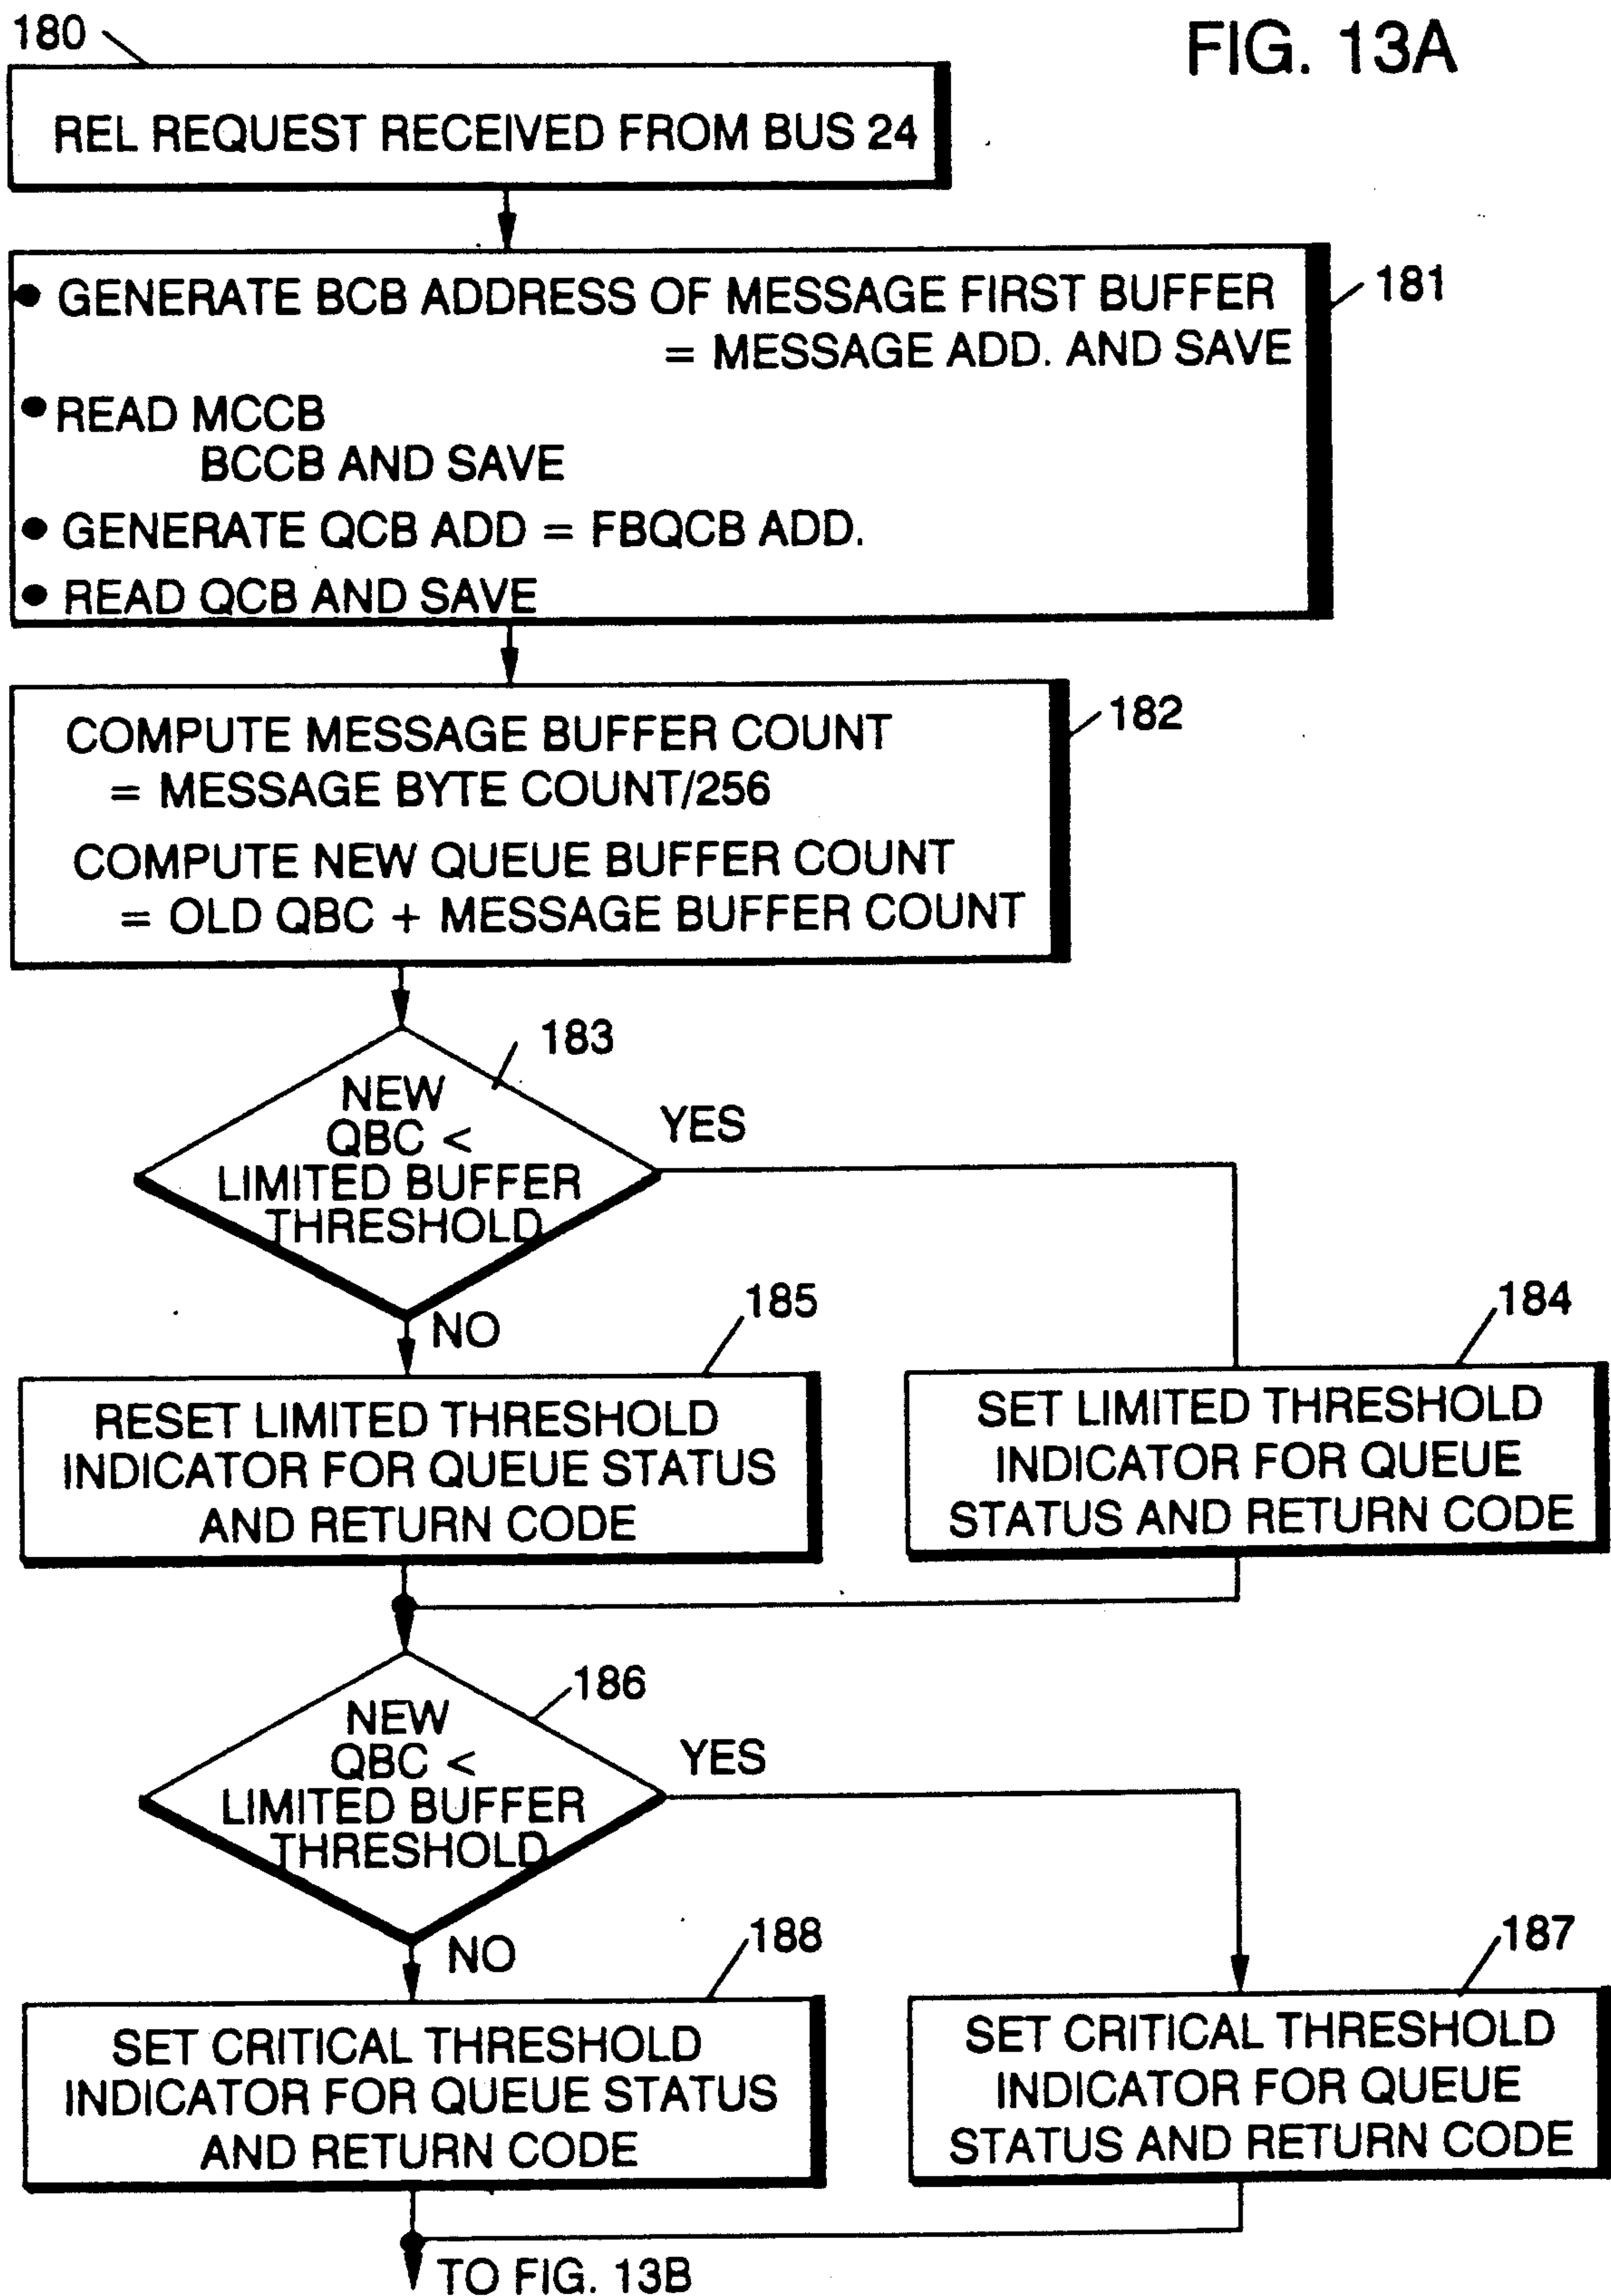 180
FIG. 13A
REL REQUEST RECEIVED FROM BUS 24
181
• GENERATE BCB ADDRESS OF MESSAGE FIRST BUFFER
= MESSAGE ADD. AND SAVE
• READ MCCB
BCCB AND SAVE
• GENERATE QCB ADD = FBQCB ADD.
• READ QCB AND SAVE
182
COMPUTE MESSAGE BUFFER COUNT
= MESSAGE BYTE COUNT/256
COMPUTE NEW QUEUE BUFFER COUNT
= OLD QBC + MESSAGE BUFFER COUNT
183
NEW
QBC <
LIMITED BUFFER
THRESHOLD
YES
NO
185
RESET LIMITED THRESHOLD
INDICATOR FOR QUEUE STATUS
AND RETURN CODE
184
SET LIMITED THRESHOLD
INDICATOR FOR QUEUE
STATUS AND RETURN CODE
186
NEW
QBC <
LIMITED BUFFER
THRESHOLD
YES
NO
188
SET CRITICAL THRESHOLD
INDICATOR FOR QUEUE STATUS
AND RETURN CODE
187
SET CRITICAL THRESHOLD
INDICATOR FOR QUEUE
STATUS AND RETURN CODE
TO FIG. 13B